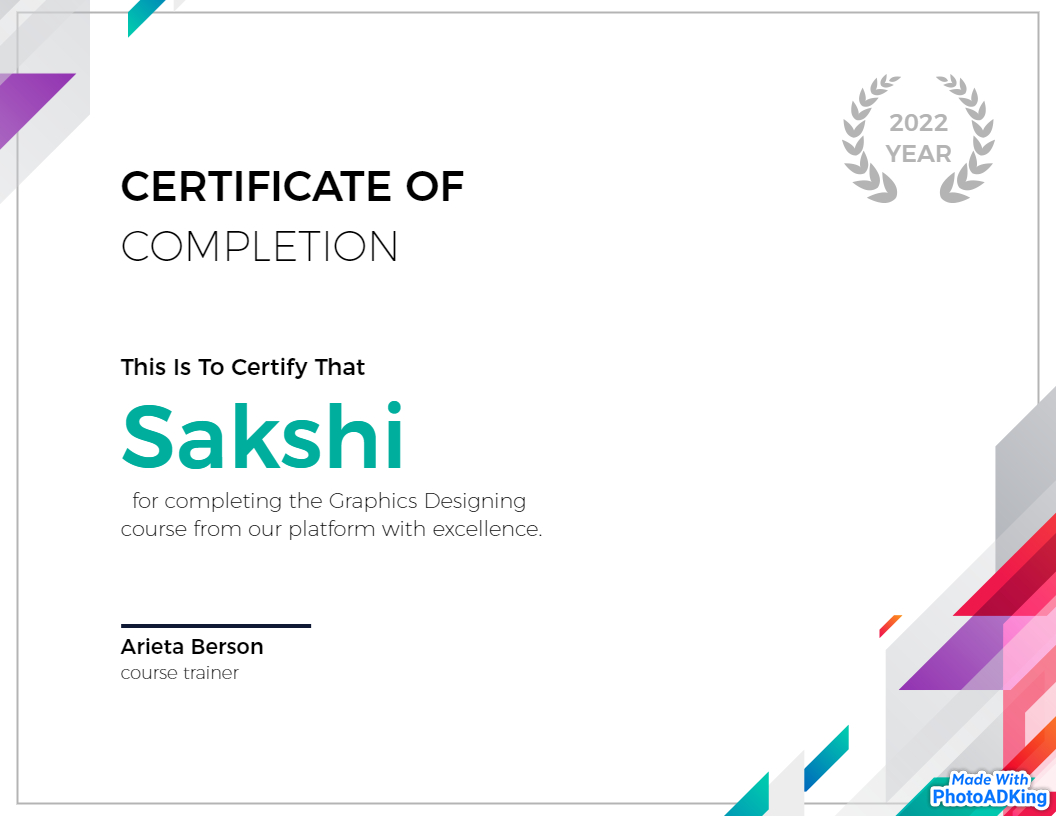 2022
YEAR
CERTIFICATE OF
COMPLETION
This Is To Certify That
Sakshi
for completing the Graphics Designing
course from our platform with excellence.
Arieta Berson
course trainer
Made With
PhotoADKing